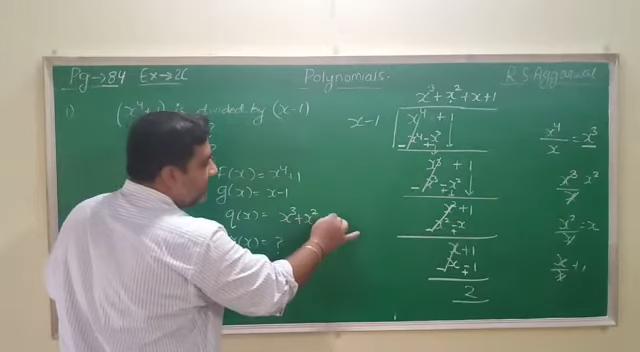 Pg→84 Ex→2C
Polynomials.
R.S. Aggarwal
1) (x⁴+1) is divided by (x-1)
?
F(x) = x⁴+1
g(x) = x-1
q(x) = x³+x²
(x) = ?
x³+x²+x+1
x-1
x⁴ + 1
- x⁴-x³
+
x³ + 1
- x³-x²
+
x²+1
- x²-x
+
x+1
- x-1
+
2
x⁴/x = x³
x³/x x²
x²/x = x
x/x +1